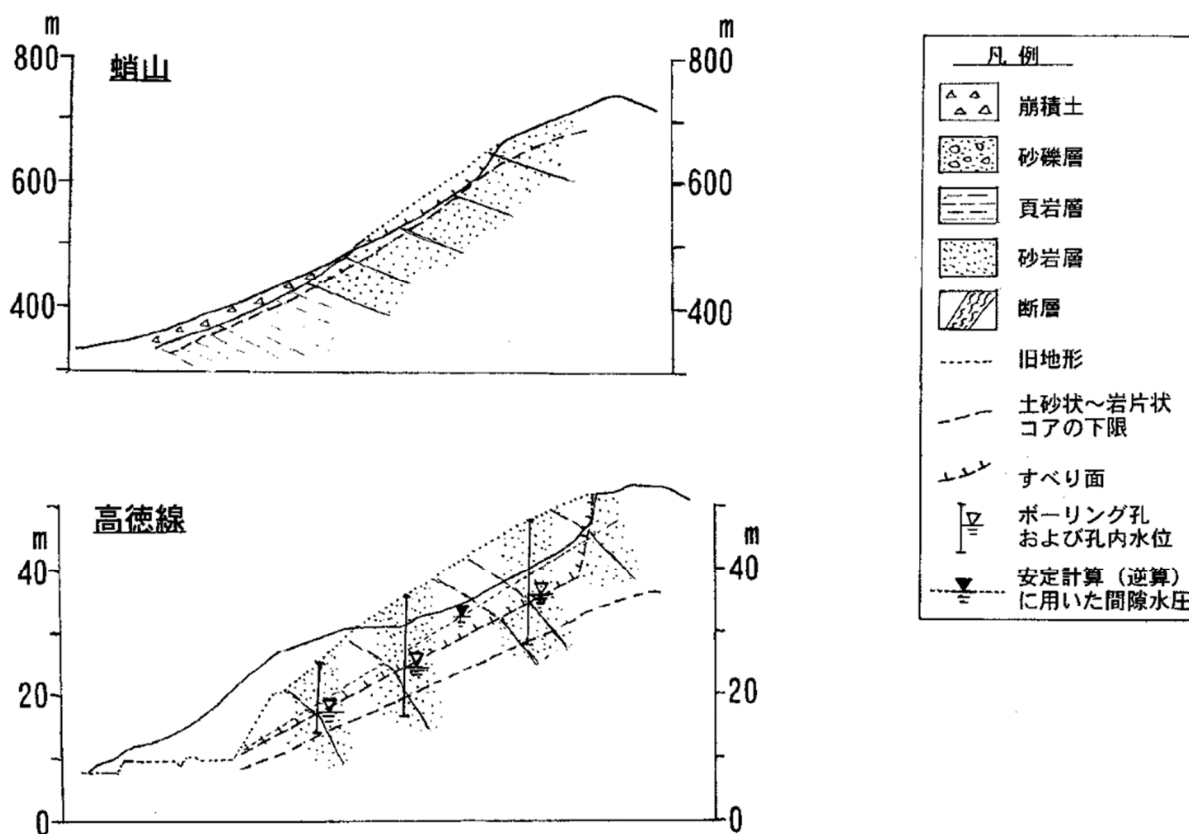 m
800
600
400
蛸山
m
800
600
400
高徳線
m
40
20
0
m
40
20
0
凡例
崩積土
砂礫層
頁岩層
砂岩層
断層
旧地形
土砂状～岩片状
コアの下限
すべり面
ボーリング孔
および孔内水位
安定計算（逆算）
に用いた間隙水圧